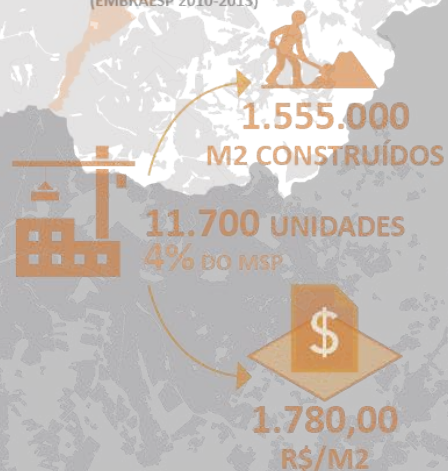 (EMBRAESP 2010-2013)
1.555.000
M2 CONSTRUÍDOS
11.700 UNIDADES
4% DO MSP
$
1.780,00
R$/M2